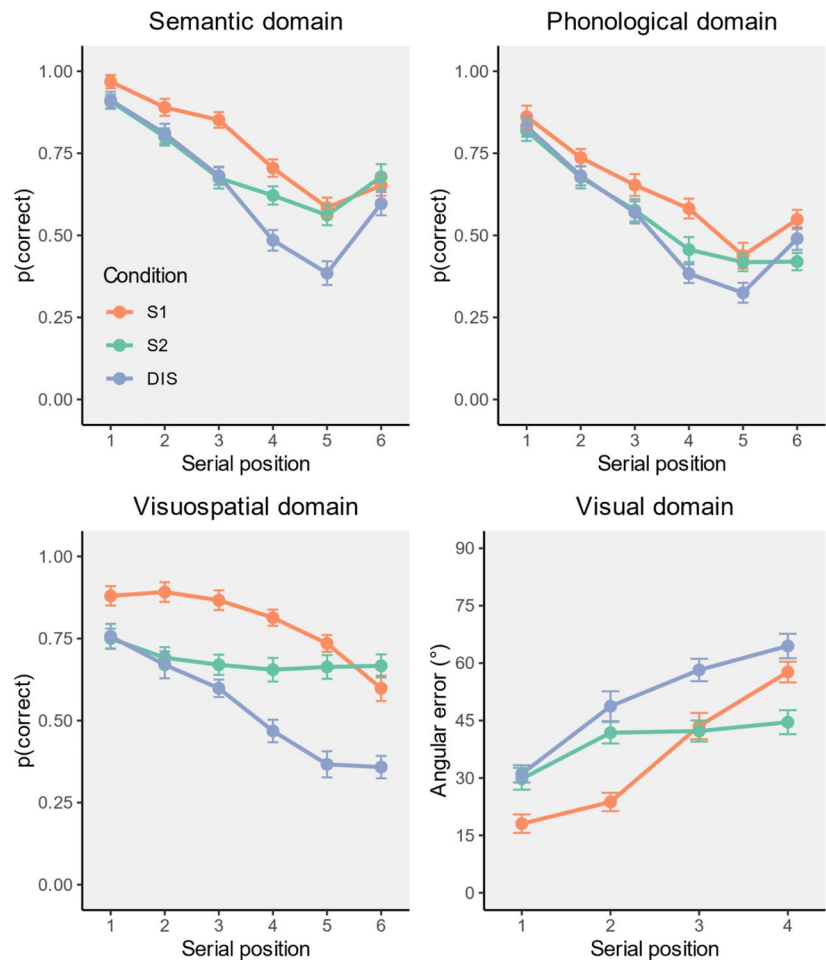 Semantic domain
p(correct)
1.00
0.75
0.50
0.25
0.00
Condition
S1
S2
DIS
1 2 3 4 5 6
Serial position
Phonological domain
p(correct)
1.00
0.75
0.50
0.25
0.00
1 2 3 4 5 6
Serial position
Visuospatial domain
p(correct)
1.00
0.75
0.50
0.25
0.00
1 2 3 4 5 6
Serial position
Visual domain
Angular error (°)
90
75
60
45
30
15
0
1 2 3 4
Serial position